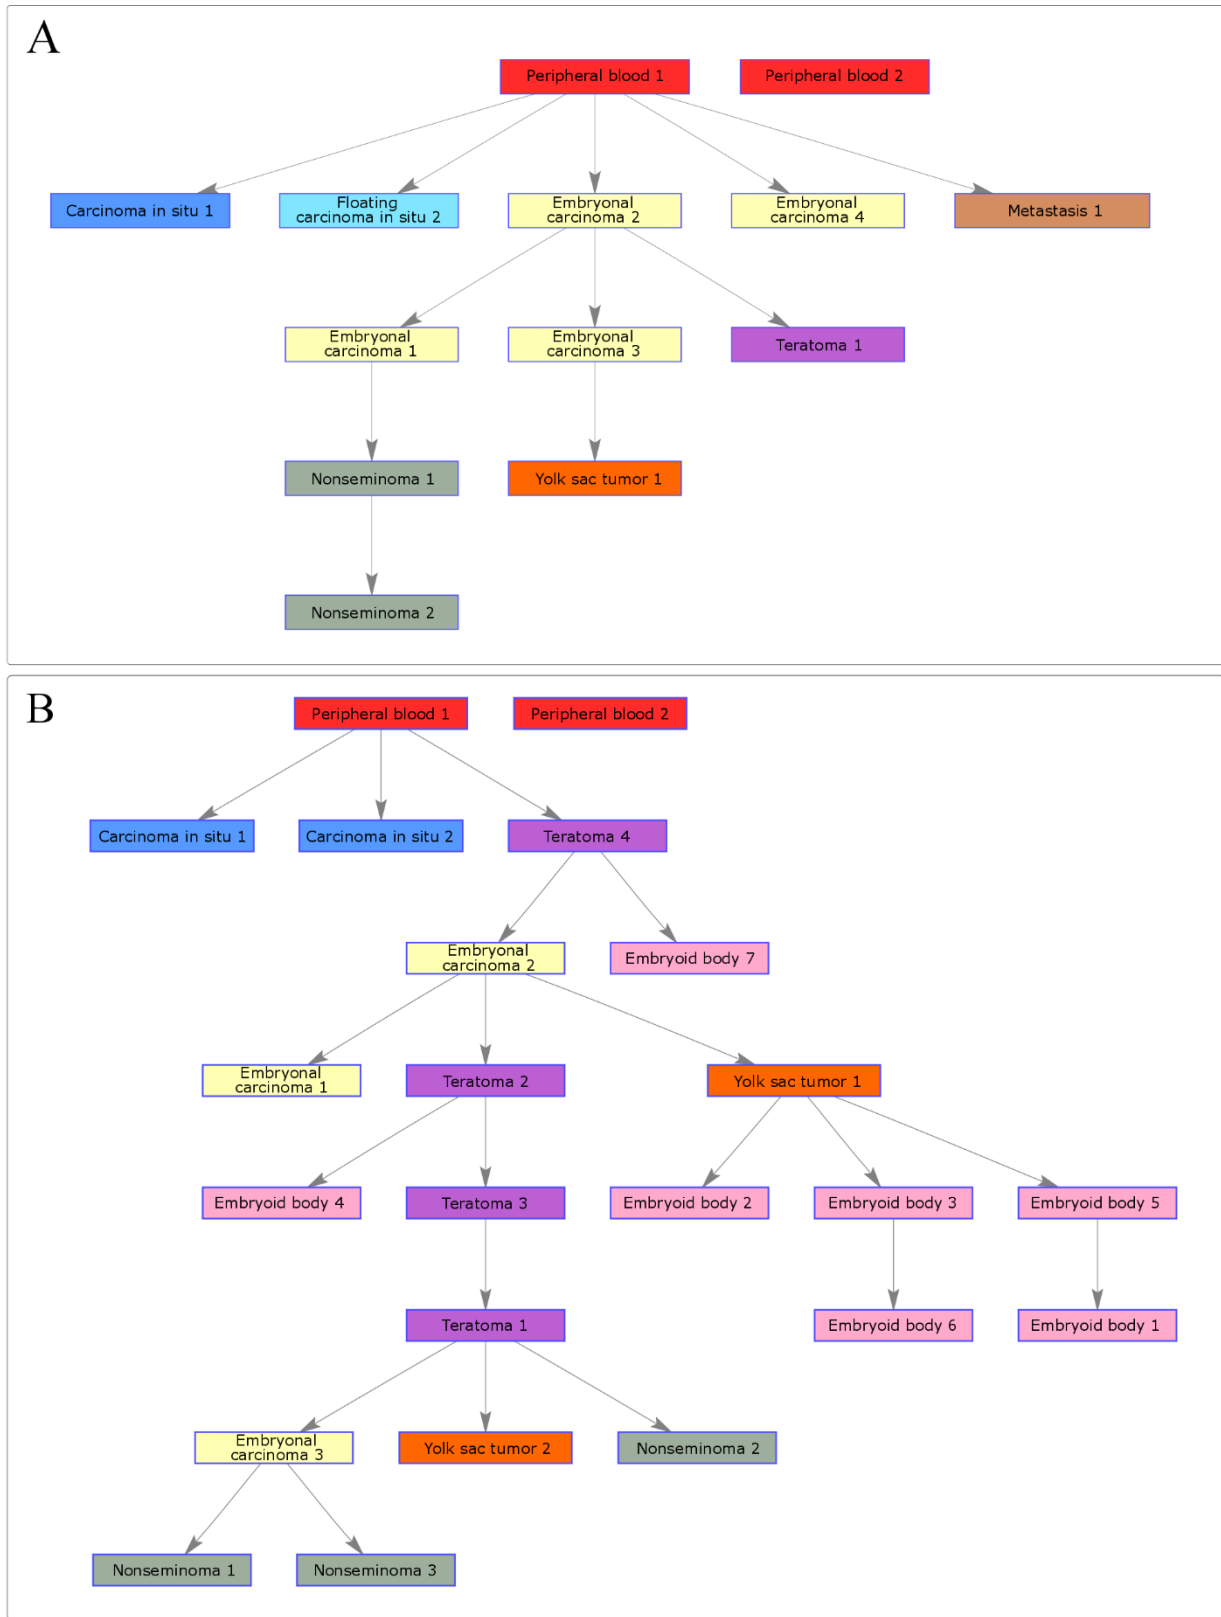 A
Peripheral blood 1
Peripheral blood 2
Carcinoma in situ 1
Floating
carcinoma in situ 2
Embryonal
carcinoma 2
Embryonal
carcinoma 4
Metastasis 1
Embryonal
carcinoma 1
Embryonal
carcinoma 3
Teratoma 1
Nonseminoma 1
Yolk sac tumor 1
Nonseminoma 2
B
Peripheral blood 1
Peripheral blood 2
Carcinoma in situ 1
Carcinoma in situ 2
Teratoma 4
Embryonal
carcinoma 2
Embryoid body 7
Embryonal
carcinoma 1
Teratoma 2
Yolk sac tumor 1
Embryoid body 4
Teratoma 3
Embryoid body 2
Embryoid body 3
Embryoid body 5
Teratoma 1
Embryoid body 6
Embryoid body 1
Embryonal
carcinoma 3
Yolk sac tumor 2
Nonseminoma 2
Nonseminoma 1
Nonseminoma 3